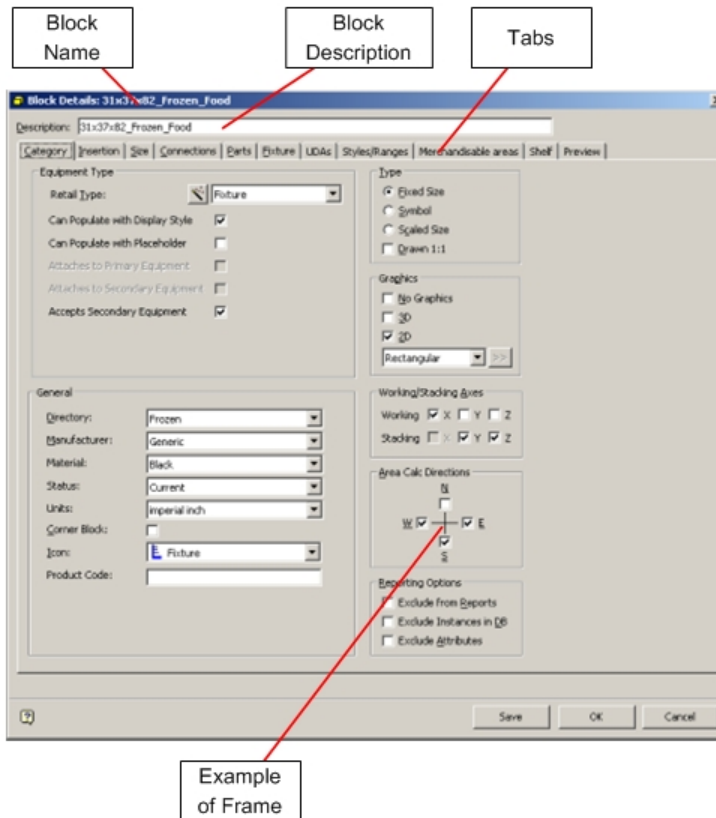 Block
Name
Block
Description
Tabs
Block Details: 31x37x82_Frozen_Food
Description: 31x37x82_Frozen_Food
Category Insertion Size Connections Parts Fixture UDAs Styles/Ranges Merchandisable areas Shelf Preview
Equipment Type
Retail Type: Fixture
Can Populate with Display Style
Can Populate with Placeholder
Attaches to Primary Equipment
Attaches to Secondary Equipment
Accepts Secondary Equipment
Type
Fixed Size
Symbol
Scaled Size
Drawn 1:1
Graphics
No Graphics
3D
2D
Rectangular >>
General
Directory: Frozen
Manufacturer: Generic
Material: Black
Status: Current
Units: imperial inch
Corner Block:
Icon: Fixture
Product Code:
Working/Stacking Axes
Working X Y Z
Stacking X Y Z
Area Calc Directions
N
W E
S
Reporting Options
Exclude from Reports
Exclude Instances in DB
Exclude Attributes
Save OK Cancel
Example
of Frame